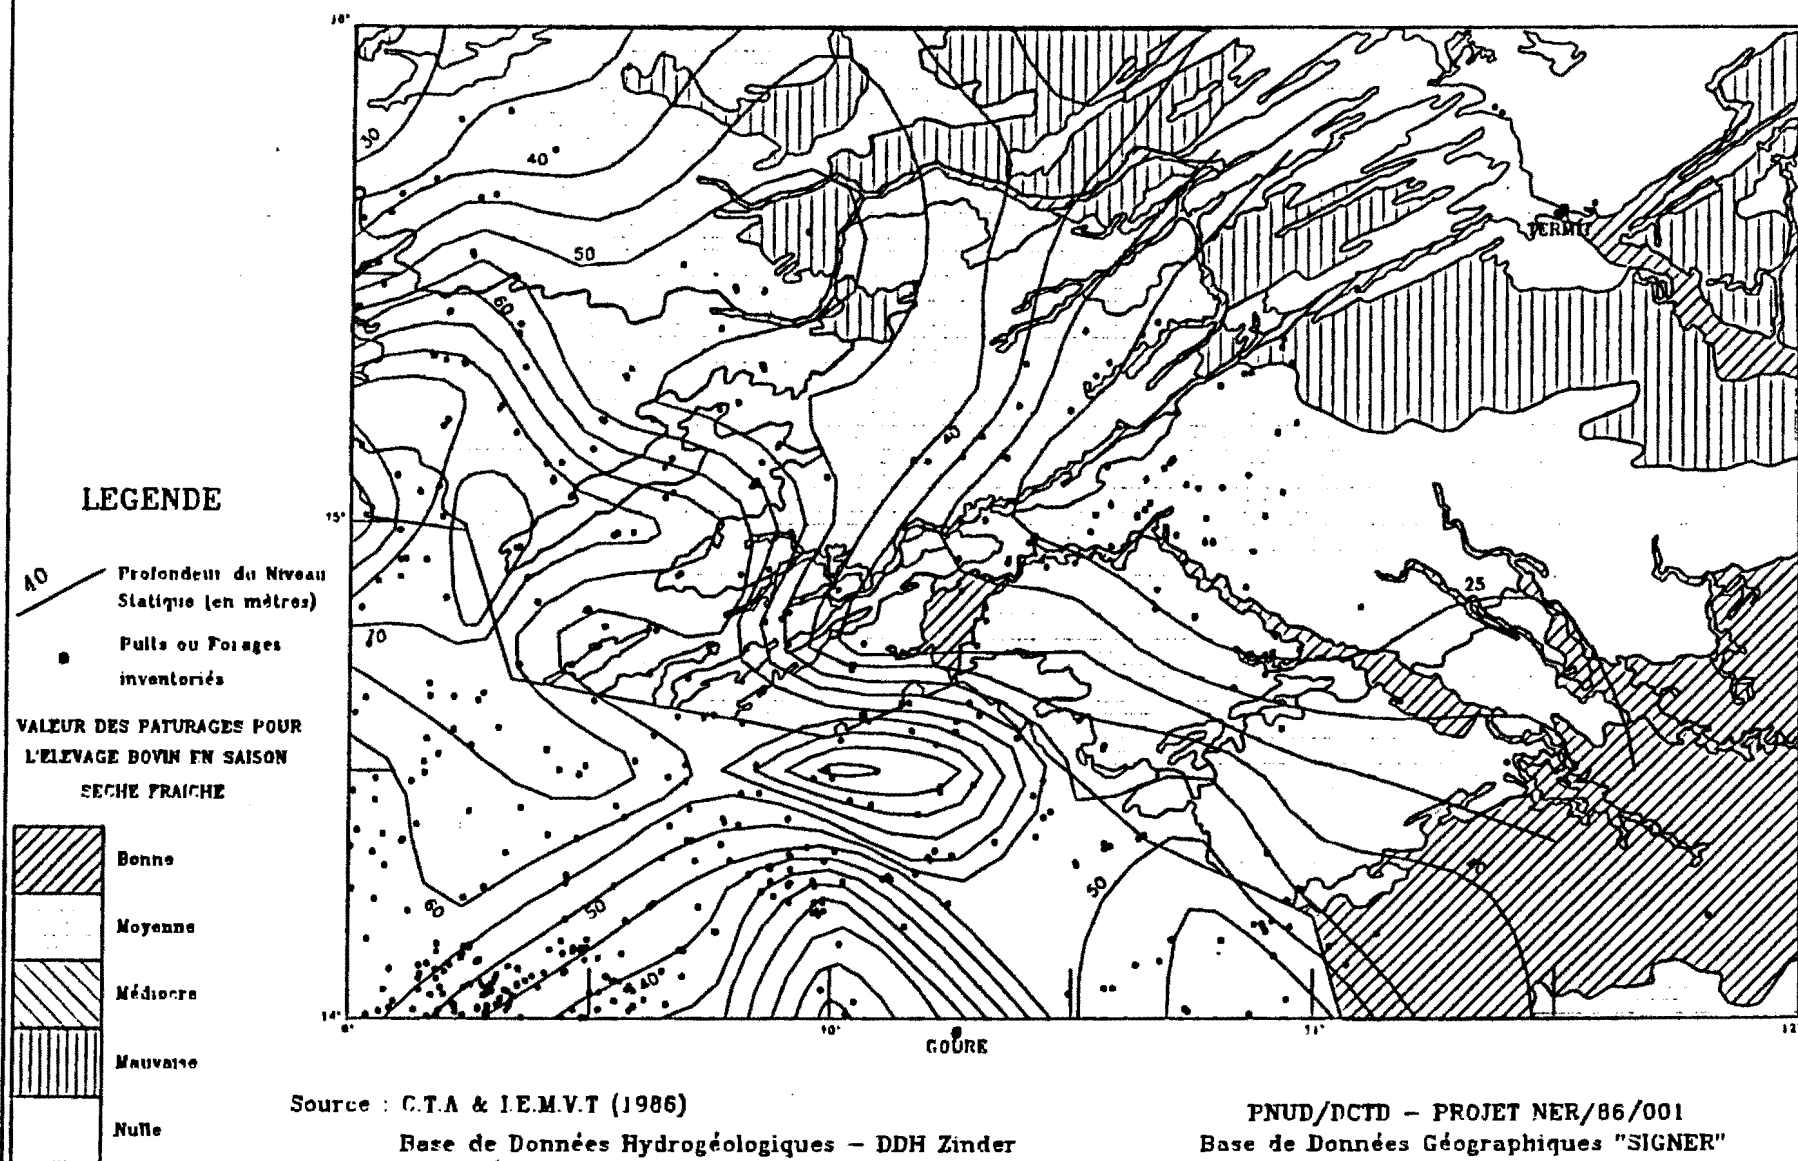 16°
30
40
50
60
TERMIT
40
LEGENDE
15°
40
Profondeur du Niveau
Statique (en mètres)
25
Puits ou Forages
inventoriés
70
VALEUR DES PATURAGES POUR
L'ELEVAGE BOVIN EN SAISON
SECHE FRAICHE
Bonne
50
60
50
Moyenne
Médiocre
40
14°
10°
11°
12
GOURE
Mauvaise
Nulle
Source : C.T.A & I.E.M.V.T (1986)
PNUD/DCTD - PROJET NER/86/001
Base de Données Hydrogéologiques - DDH Zinder
Base de Données Géographiques "SIGNER"